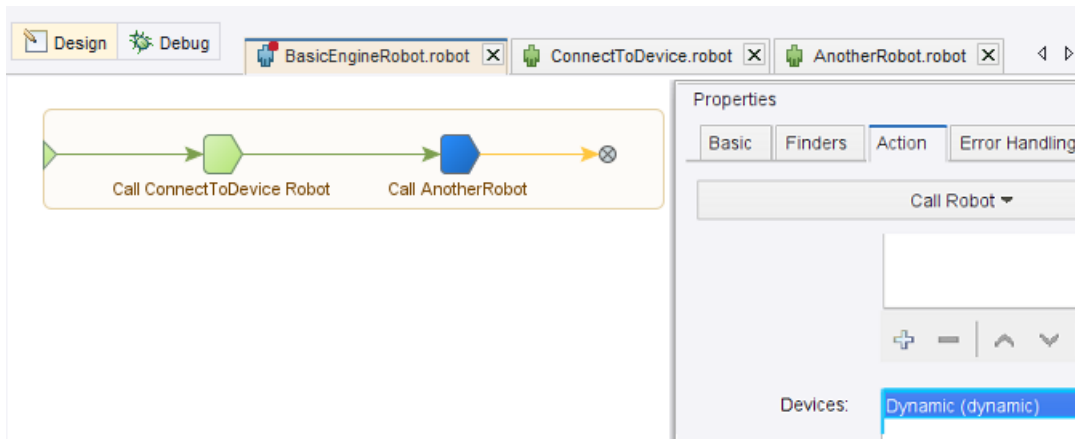 Design
Debug
BasicEngineRobot.robot
ConnectToDevice.robot
AnotherRobot.robot
Call ConnectToDevice Robot
Call AnotherRobot
Properties
Basic
Finders
Action
Error Handling
Call Robot
Devices:
Dynamic (dynamic)